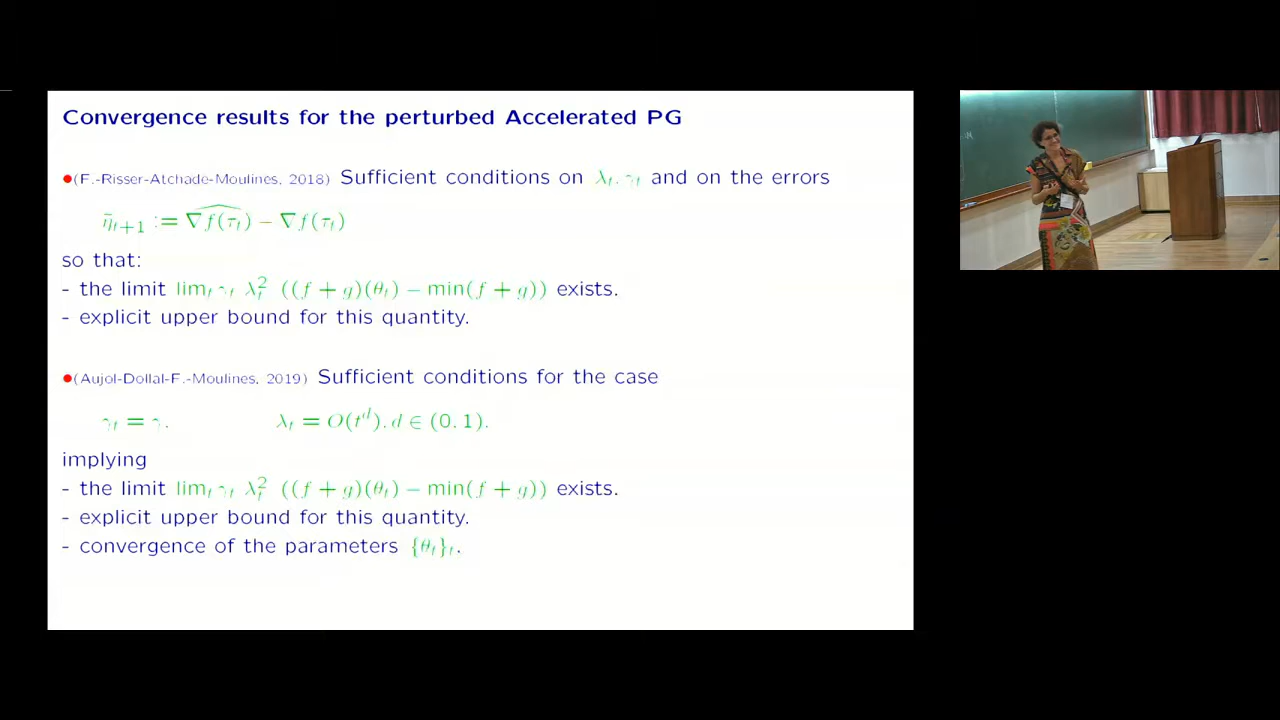 Convergence results for the perturbed Accelerated PG
•(F.-Risser-Atchade-Moulines, 2018) Sufficient conditions on λ_t, γ_t and on the errors
η̃_{t+1} := \widehat{∇f(τ_t)} − ∇f(τ_t)
so that:
- the limit lim_t γ_t λ_t^2 ((f + g)(θ_t) − min(f + g)) exists.
- explicit upper bound for this quantity.
•(Aujol-Dollal-F.-Moulines, 2019) Sufficient conditions for the case
γ_t = γ, λ_t = O(t^d), d ∈ (0, 1).
implying
- the limit lim_t γ_t λ_t^2 ((f + g)(θ_t) − min(f + g)) exists.
- explicit upper bound for this quantity.
- convergence of the parameters {θ_t}_t.